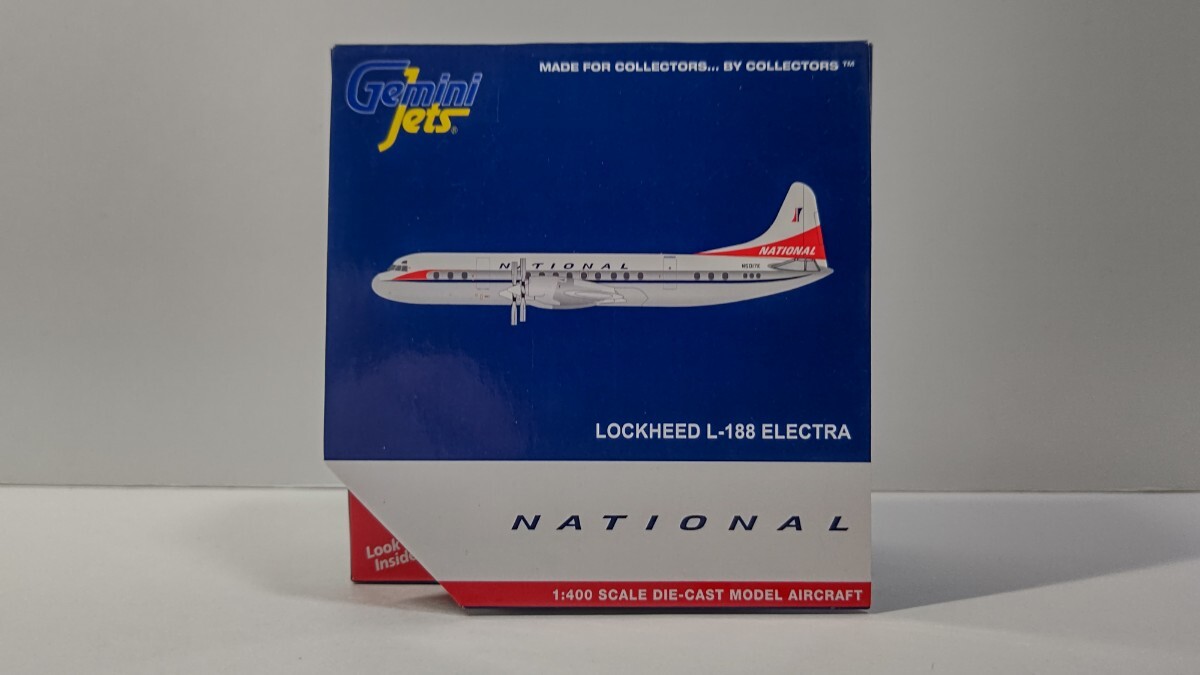 Gemini
Jets®
MADE FOR COLLECTORS... BY COLLECTORS ™
NATIONAL
NATIONAL
LOCKHEED L-188 ELECTRA
NATIONAL
Look
Inside
1:400 SCALE DIE-CAST MODEL AIRCRAFT